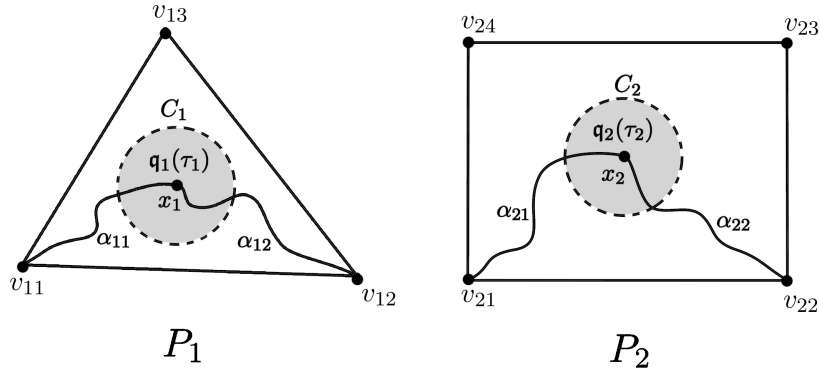 v₁₃
C₁
𝔮₁(τ₁)
x₁
α₁₁
α₁₂
v₁₁
v₁₂
P₁
v₂₄
v₂₃
C₂
𝔮₂(τ₂)
x₂
α₂₁
α₂₂
v₂₁
v₂₂
P₂